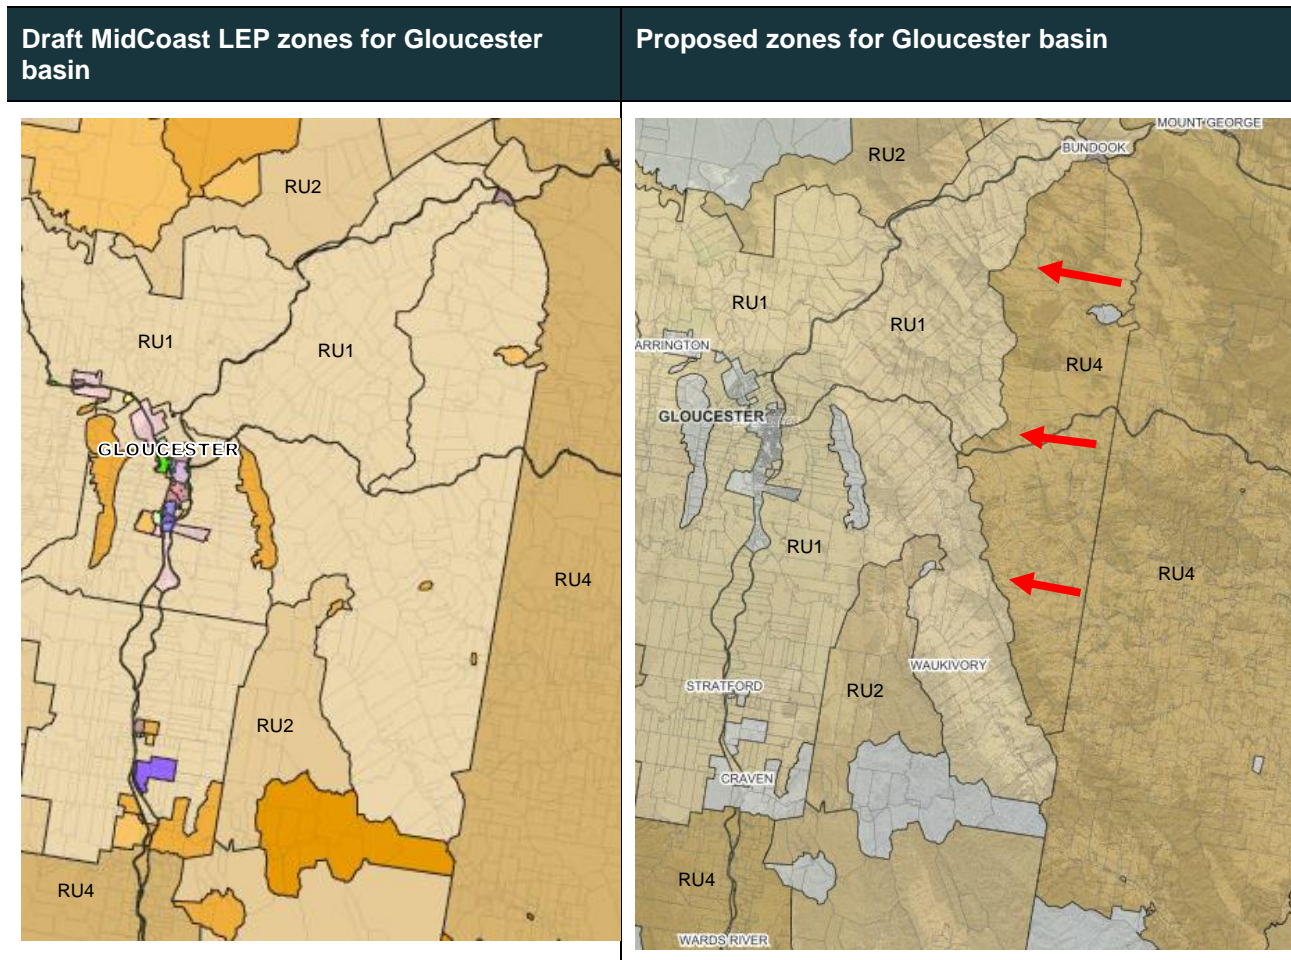 Draft MidCoast LEP zones for Gloucester
basin
Proposed zones for Gloucester basin
RU2
RU1
RU1
GLOUCESTER
RU4
RU2
RU4
MOUNT GEORGE
BUNDOOK
RU2
RU1
RU1
ARRINGTON
RU4
GLOUCESTER
RU1
RU4
WAUKIVORY
STRATFORD
RU2
CRAVEN
RU4
WARDS RIVER